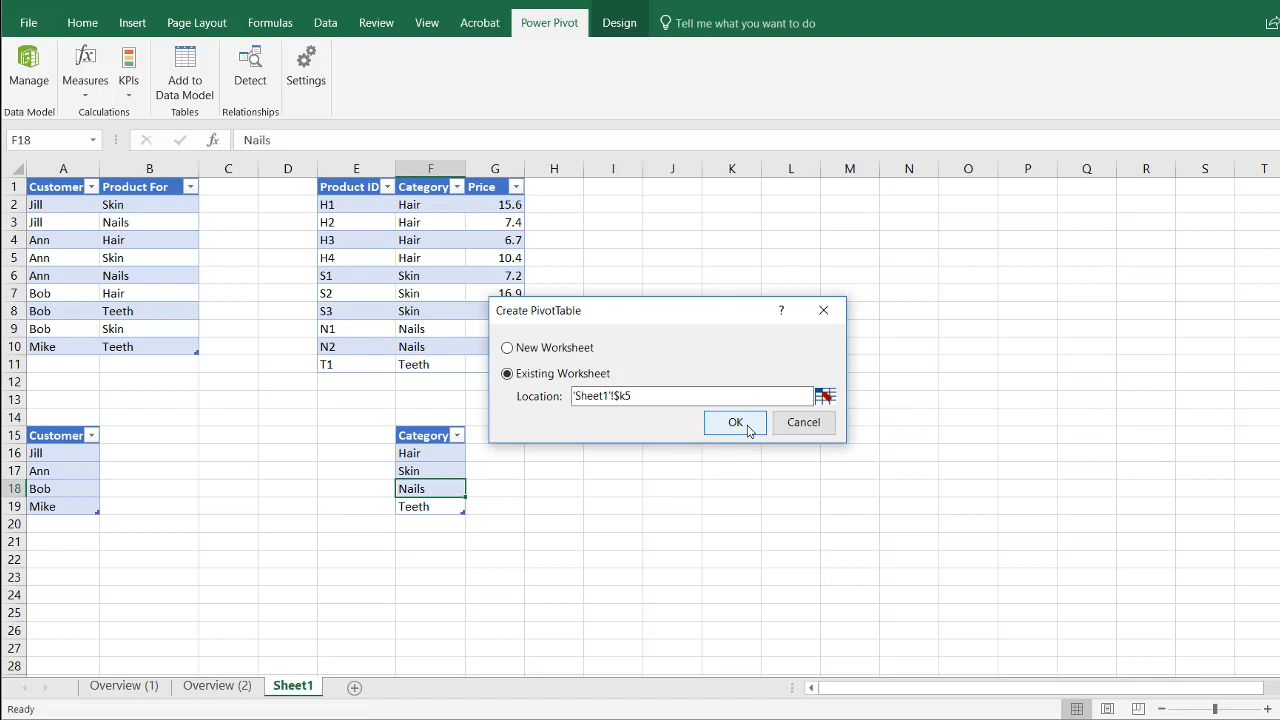 File Home Insert Page Layout Formulas Data Review View Acrobat Power Pivot Design Tell me what you want to do
Manage Measures KPIs Add to Data Model Detect Settings
Data Model Calculations Tables Relationships
F18 fx Nails
A B C D E F G H I J K L M N O P Q R S T
1 Customer Product For Product ID Category Price
2 Jill Skin H1 Hair 15.6
3 Jill Nails H2 Hair 7.4
4 Ann Hair H3 Hair 6.7
5 Ann Skin H4 Hair 10.4
6 Ann Nails S1 Skin 7.2
7 Bob Hair S2 Skin 16.9
8 Bob Teeth S3 Skin
9 Bob Skin N1 Nails
10 Mike Teeth N2 Nails
11 T1 Teeth
12
13
14
15 Customer Category
16 Jill Hair
17 Ann Skin
18 Bob Nails
19 Mike Teeth
20
21
22
23
24
25
26
27
28
Create PivotTable ?
New Worksheet
Existing Worksheet
Location: 'Sheet1'!$k5
OK Cancel
Overview (1) Overview (2) Sheet1
Ready